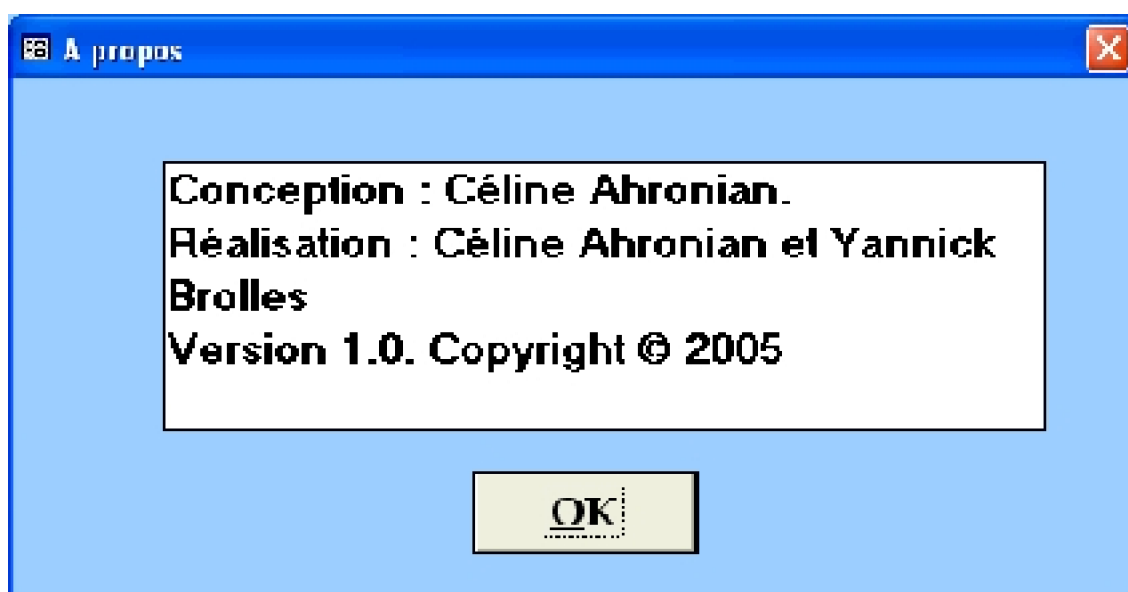 A propos
Conception : Céline Ahronian.
Réalisation : Céline Ahronian et Yannick
Brolles
Version 1.0. Copyright © 2005
OK